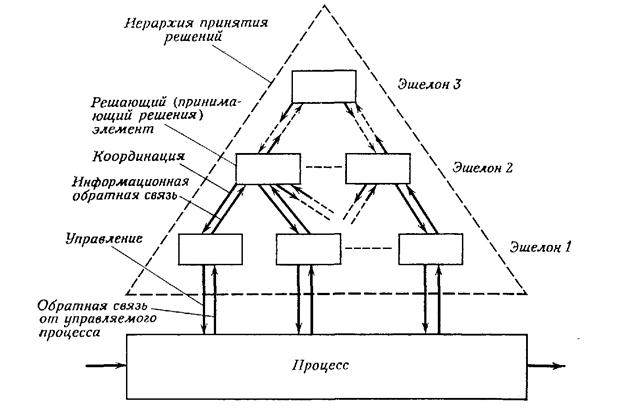 Иерархия принятия
решений
Эшелон 3
Решающий (принима-
ющий решения)
элемент
Координация
Эшелон 2
Информационная
обратная связь
Управление
Эшелон 1
Обратная связь
от управляемого
процесса
Процесс